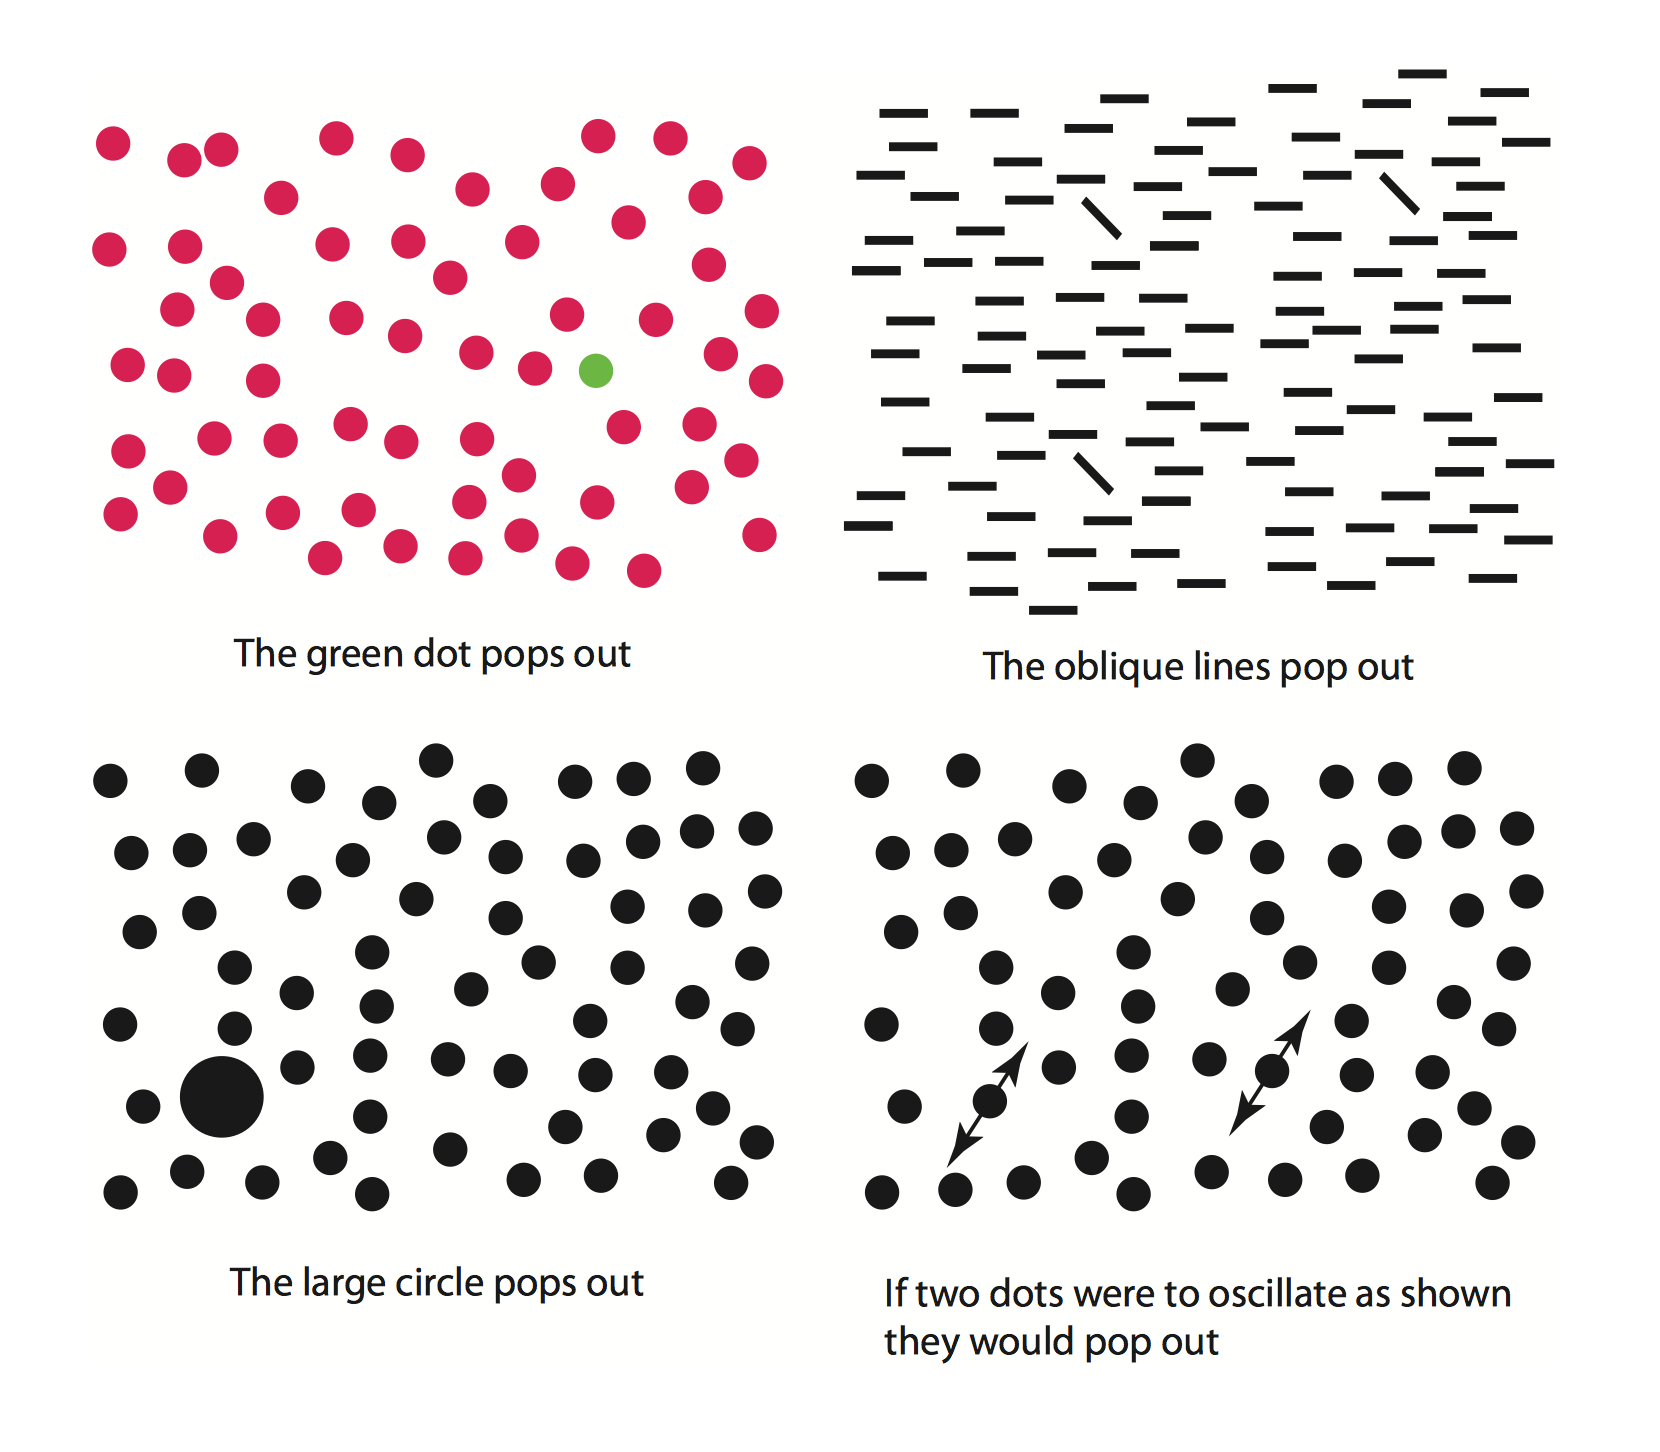 The green dot pops out
The oblique lines pop out
The large circle pops out
If two dots were to oscillate as shown
they would pop out